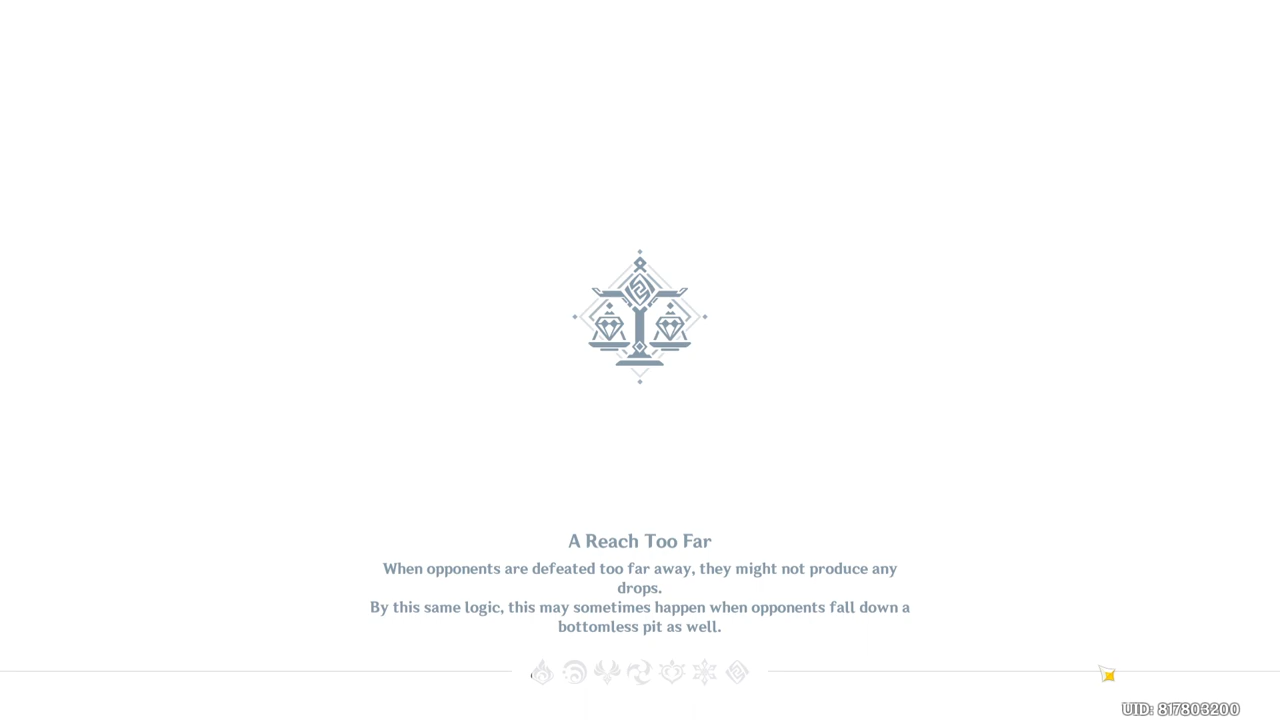 A Reach Too Far
When opponents are defeated too far away, they might not produce any
drops.
By this same logic, this may sometimes happen when opponents fall down a
bottomless pit as well.
UID: 817803200